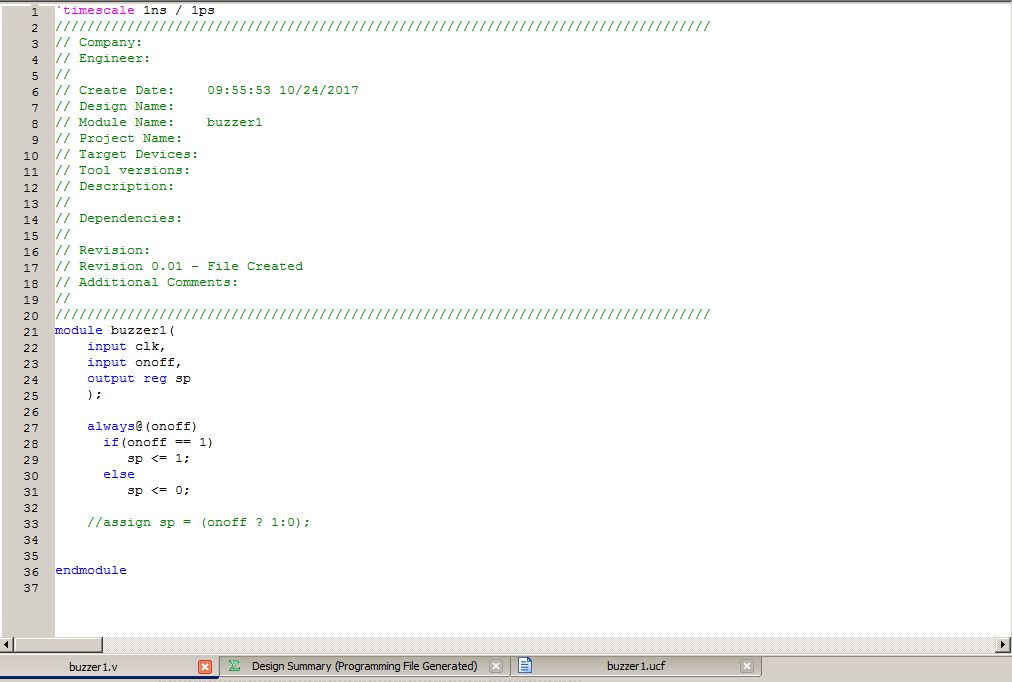 1 `timescale 1ns / 1ps
2 //////////////////////////////////////////////////////////////////////////////////
3 // Company:
4 // Engineer:
5 //
6 // Create Date:    09:55:53 10/24/2017
7 // Design Name:
8 // Module Name:    buzzer1
9 // Project Name:
10 // Target Devices:
11 // Tool versions:
12 // Description:
13 //
14 // Dependencies:
15 //
16 // Revision:
17 // Revision 0.01 - File Created
18 // Additional Comments:
19 //
20 //////////////////////////////////////////////////////////////////////////////////
21 module buzzer1(
22     input clk,
23     input onoff,
24     output reg sp
25     );
26
27     always@(onoff)
28       if(onoff == 1)
29          sp <= 1;
30       else
31          sp <= 0;
32
33     //assign sp = (onoff ? 1:0);
34
35
36 endmodule
37
buzzer1.v Design Summary (Programming File Generated) buzzer1.ucf